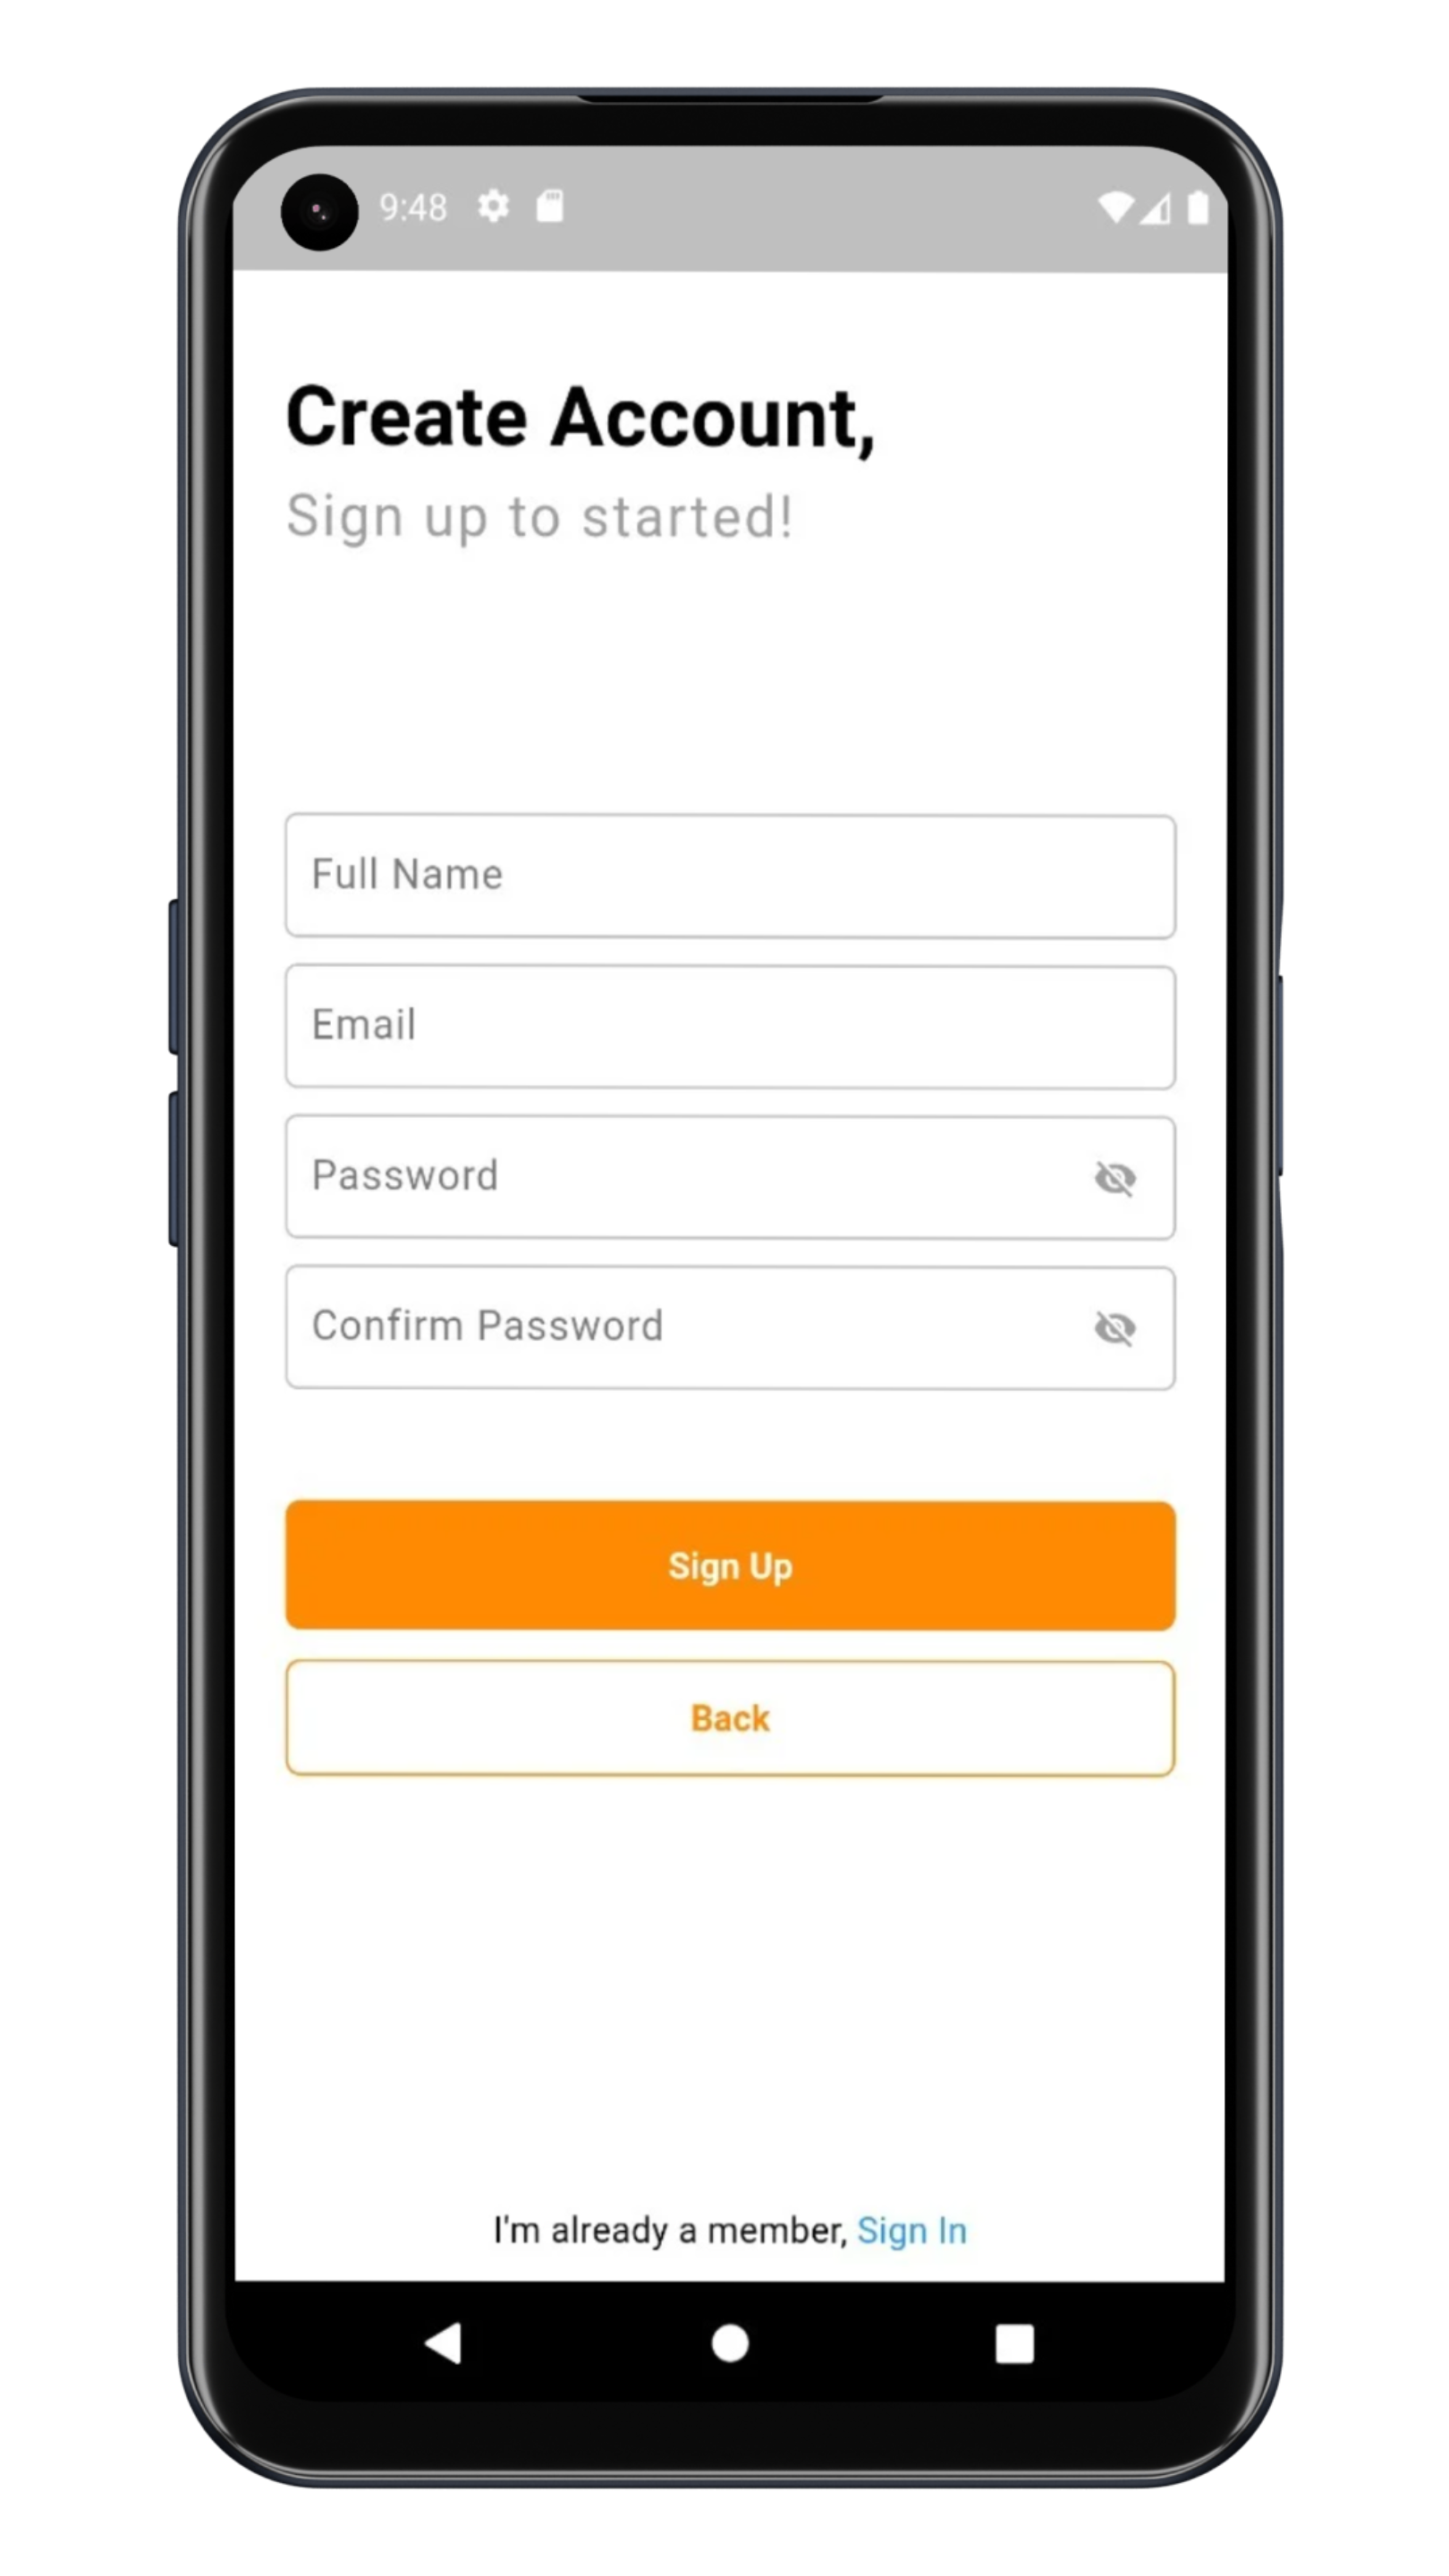 9:48
Create Account,
Sign up to started!
Full Name
Email
Password
Confirm Password
Sign Up
Back
I'm already a member, Sign In